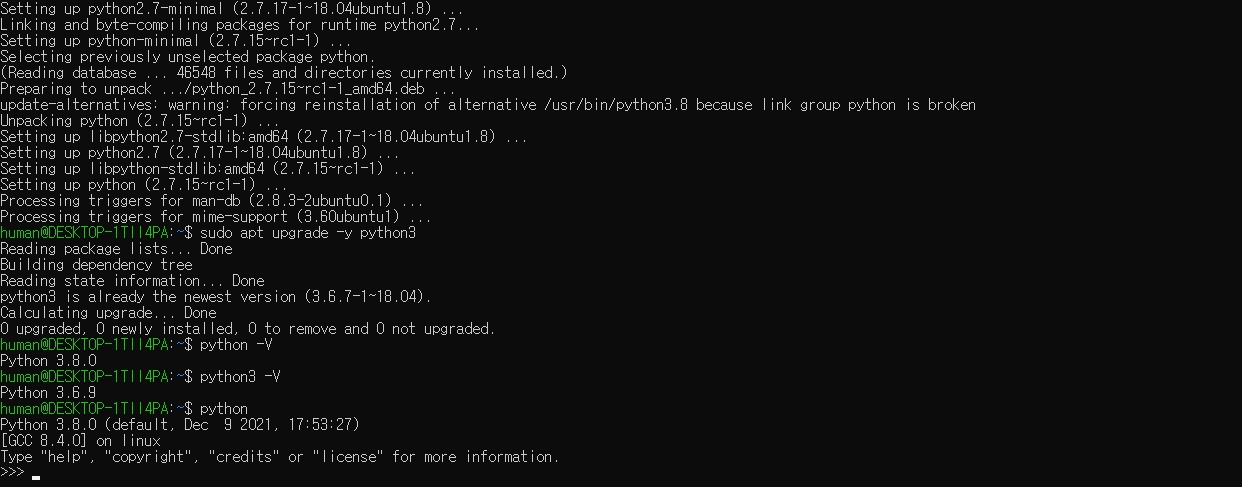 Setting up python2.7-minimal (2.7.17-1~18.04ubuntu1.8) ...
Linking and byte-compiling packages for runtime python2.7...
Setting up python-minimal (2.7.15~rc1-1) ...
Selecting previously unselected package python.
(Reading database ... 46548 files and directories currently installed.)
Preparing to unpack .../python_2.7.15~rc1-1_amd64.deb ...
update-alternatives: warning: forcing reinstallation of alternative /usr/bin/python3.8 because link group python is broken
Unpacking python (2.7.15~rc1-1) ...
Setting up libpython2.7-stdlib:amd64 (2.7.17-1~18.04ubuntu1.8) ...
Setting up python2.7 (2.7.17-1~18.04ubuntu1.8) ...
Setting up libpython-stdlib:amd64 (2.7.15~rc1-1) ...
Setting up python (2.7.15~rc1-1) ...
Processing triggers for man-db (2.8.3-2ubuntu0.1) ...
Processing triggers for mime-support (3.60ubuntu1) ...
human@DESKTOP-1TII4PA:~$ sudo apt upgrade -y python3
Reading package lists... Done
Building dependency tree
Reading state information... Done
python3 is already the newest version (3.6.7-1~18.04).
Calculating upgrade... Done
0 upgraded, 0 newly installed, 0 to remove and 0 not upgraded.
human@DESKTOP-1TII4PA:~$ python -V
Python 3.8.0
human@DESKTOP-1TII4PA:~$ python3 -V
Python 3.6.9
human@DESKTOP-1TII4PA:~$ python
Python 3.8.0 (default, Dec  9 2021, 17:53:27)
[GCC 8.4.0] on linux
Type "help", "copyright", "credits" or "license" for more information.
>>>